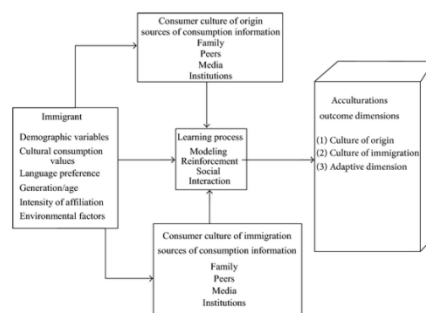 Consumer culture of origin
sources of consumption information
Family
Peers
Media
Institutions
Immigrant
Demographic variables
Cultural consumption
values
Language preference
Generation/age
Intensity of affiliation
Environmental factors
Learning process
Modeling
Reinforcement
Social
Interaction
Acculturations
outcome dimensions
(1) Culture of origin
(2) Culture of immigration
(3) Adaptive dimension
Consumer culture of immigration
sources of consumption information
Family
Peers
Media
Institutions